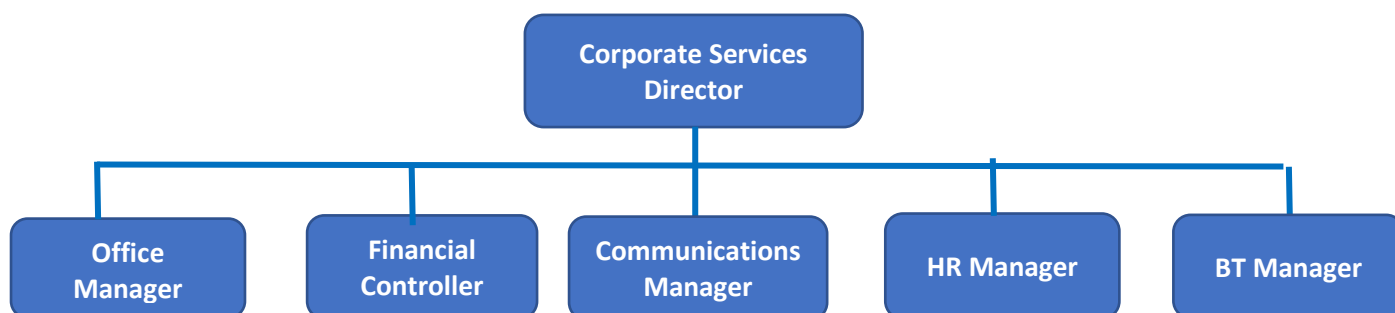 Corporate Services
Director
Office
Manager
Financial
Controller
Communications
Manager
HR Manager
BT Manager